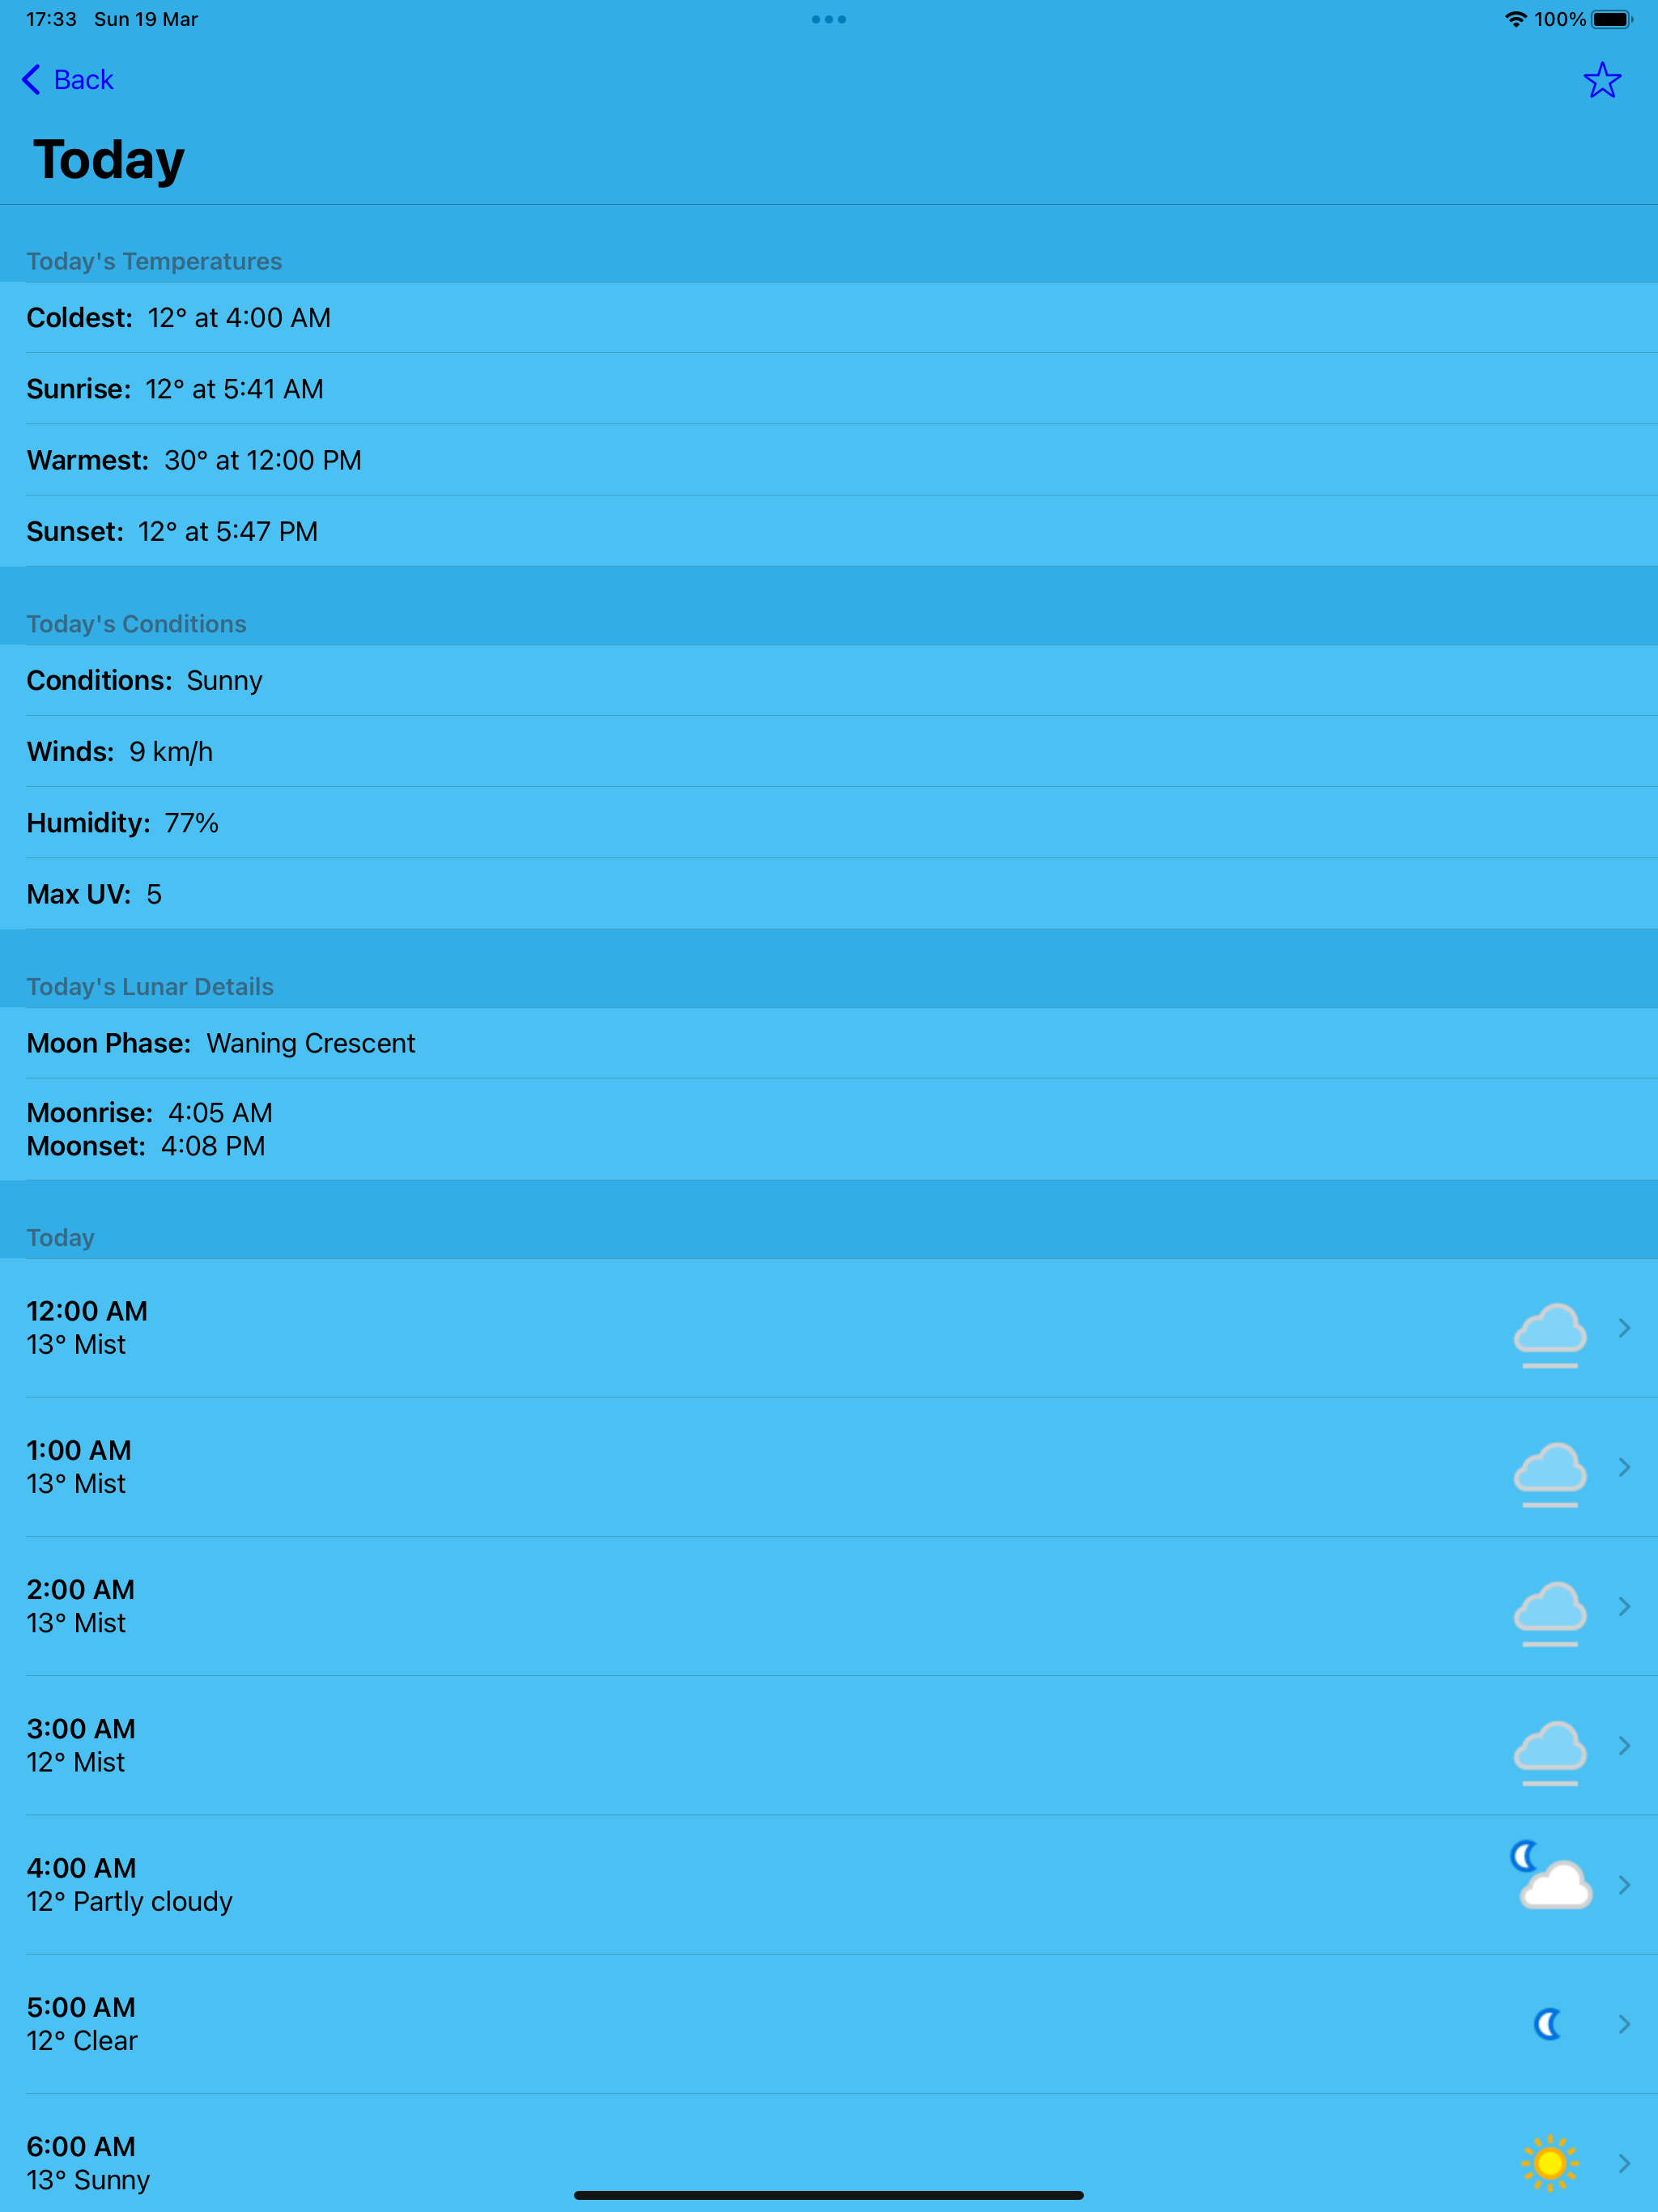 17:33 Sun 19 Mar
100%
Back
Today
Today's Temperatures
Coldest: 12° at 4:00 AM
Sunrise: 12° at 5:41 AM
Warmest: 30° at 12:00 PM
Sunset: 12° at 5:47 PM
Today's Conditions
Conditions: Sunny
Winds: 9 km/h
Humidity: 77%
Max UV: 5
Today's Lunar Details
Moon Phase: Waning Crescent
Moonrise: 4:05 AM
Moonset: 4:08 PM
Today
12:00 AM
13° Mist
1:00 AM
13° Mist
2:00 AM
13° Mist
3:00 AM
12° Mist
4:00 AM
12° Partly cloudy
5:00 AM
12° Clear
6:00 AM
13° Sunny